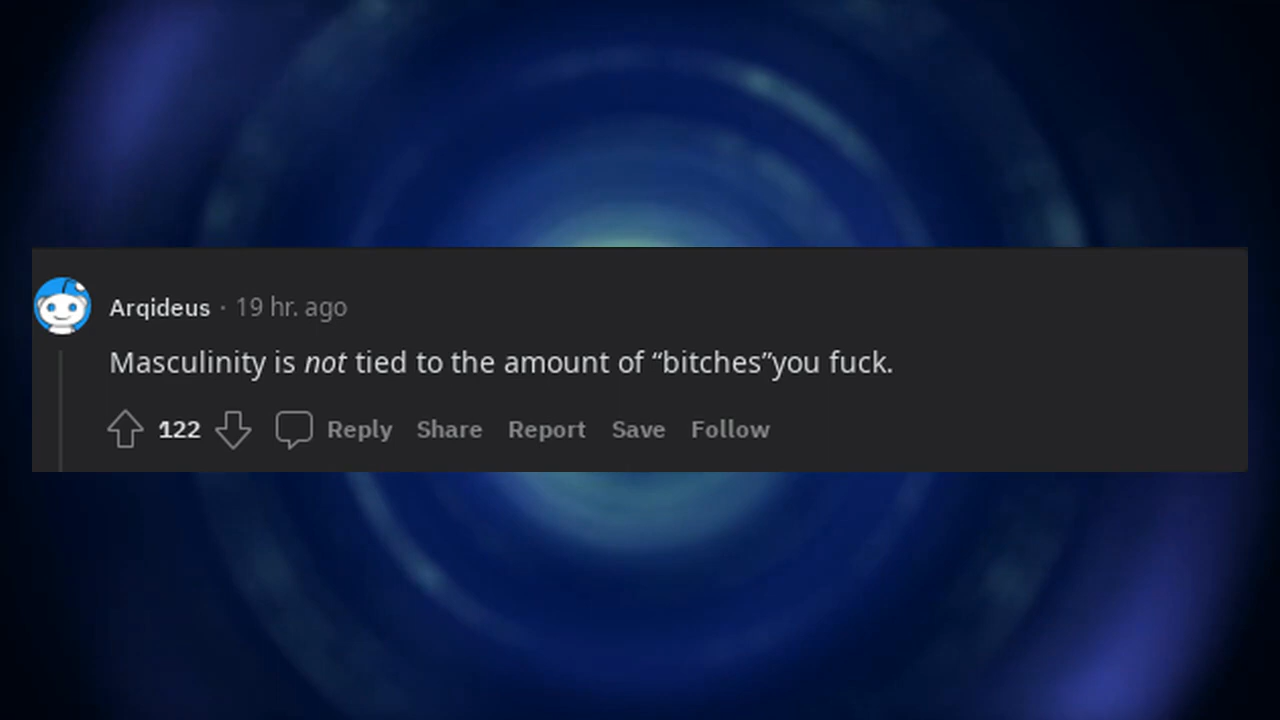 Arqideus · 19 hr. ago
Masculinity is not tied to the amount of “bitches”you fuck.
122 Reply Share Report Save Follow